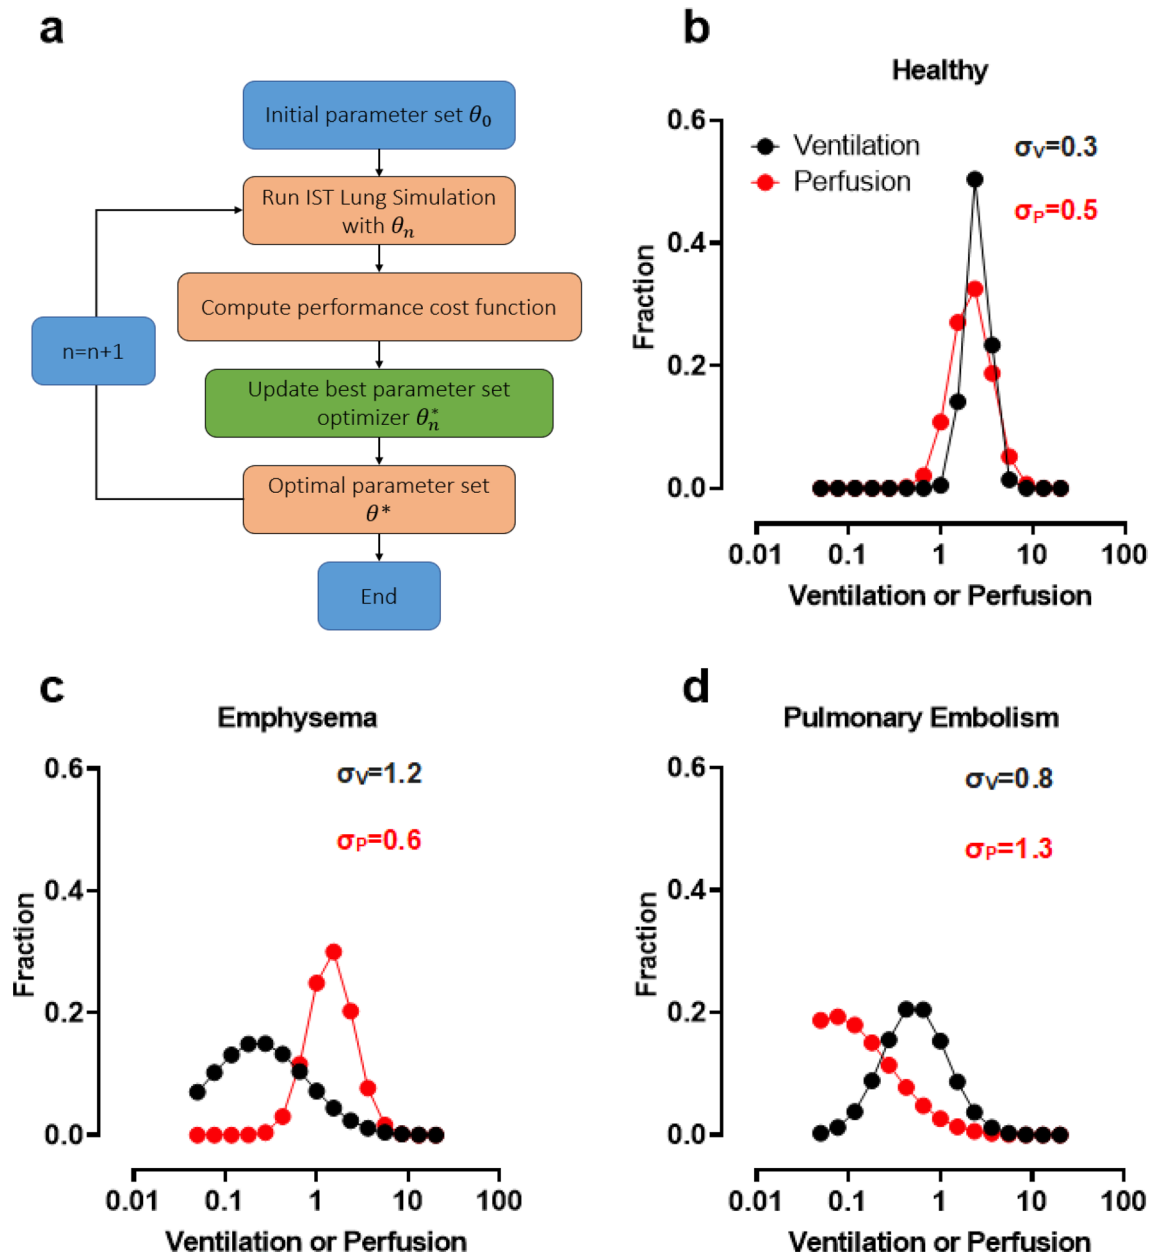 a
Initial parameter set θ₀
Run IST Lung Simulation
with θₙ
Compute performance cost function
n=n+1
Update best parameter set
optimizer θₙ*
Optimal parameter set
θ*
End
b
Healthy
Ventilation
Perfusion
σV=0.3
σP=0.5
0.6
0.4
0.2
0.0
Fraction
0.01 0.1 1 10 100
Ventilation or Perfusion
c
Emphysema
σV=1.2
σP=0.6
0.6
0.4
0.2
0.0
Fraction
0.01 0.1 1 10 100
Ventilation or Perfusion
d
Pulmonary Embolism
σV=0.8
σP=1.3
0.6
0.4
0.2
0.0
Fraction
0.01 0.1 1 10 100
Ventilation or Perfusion